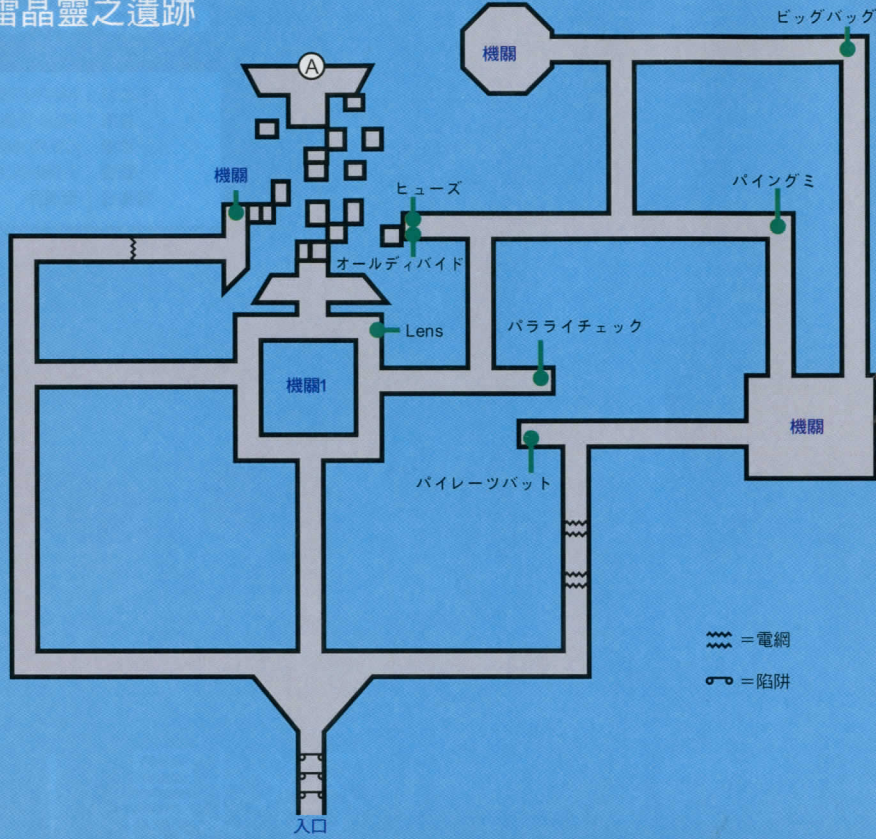 雷晶靈之遺跡
ビッグバッグ
機關
A
機關
ヒューズ
パイングミ
オールディバイド
Lens
パラライチェック
機關1
機關
パイレーツバット
=電網
=陷阱
入口